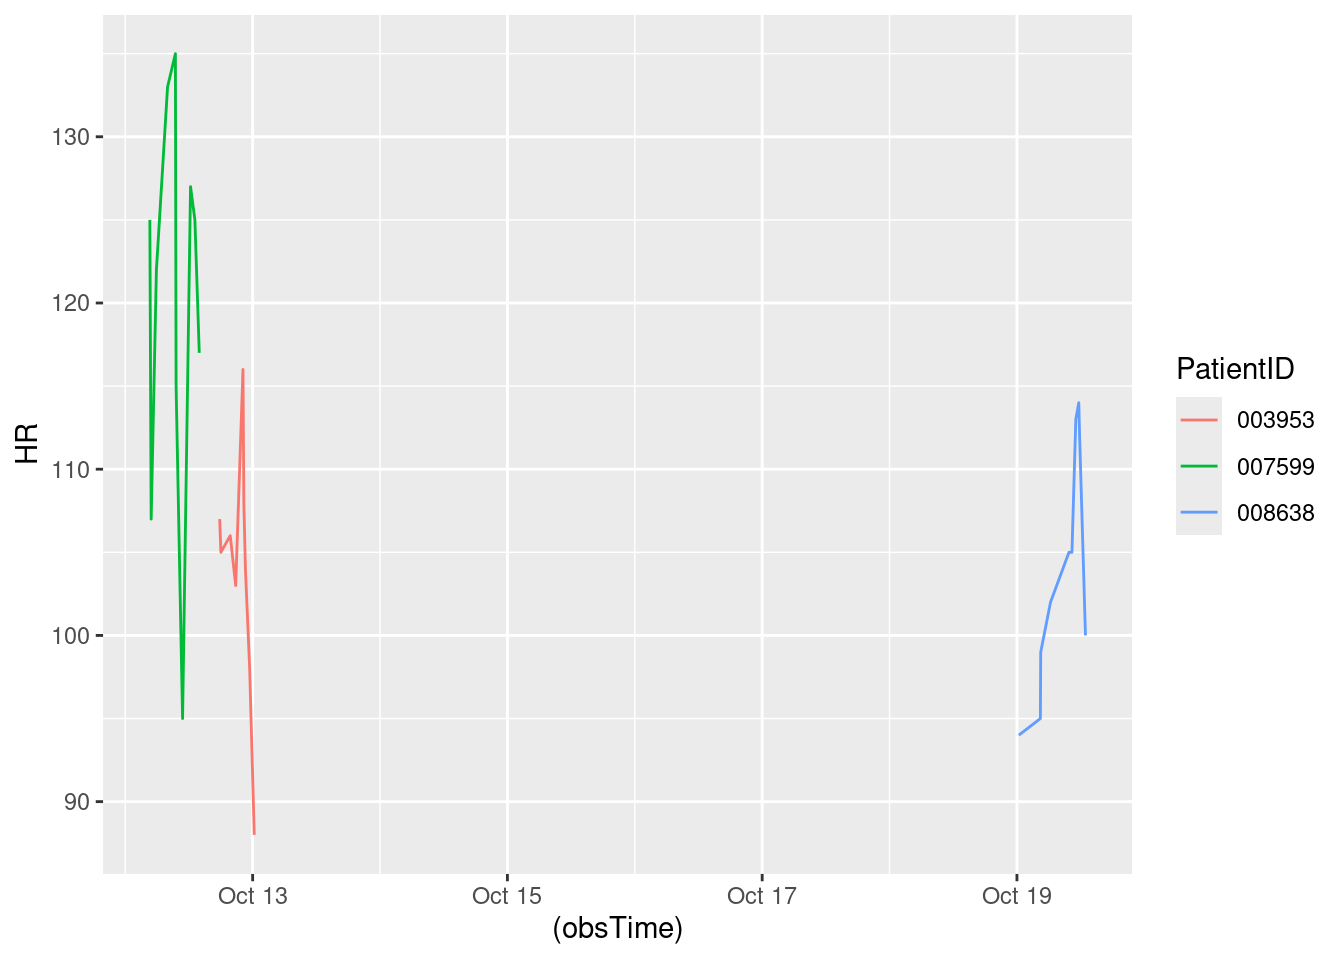 130
120
110
100
90
HR
Oct 13
Oct 15
Oct 17
Oct 19
(obsTime)
PatientID
003953
007599
008638